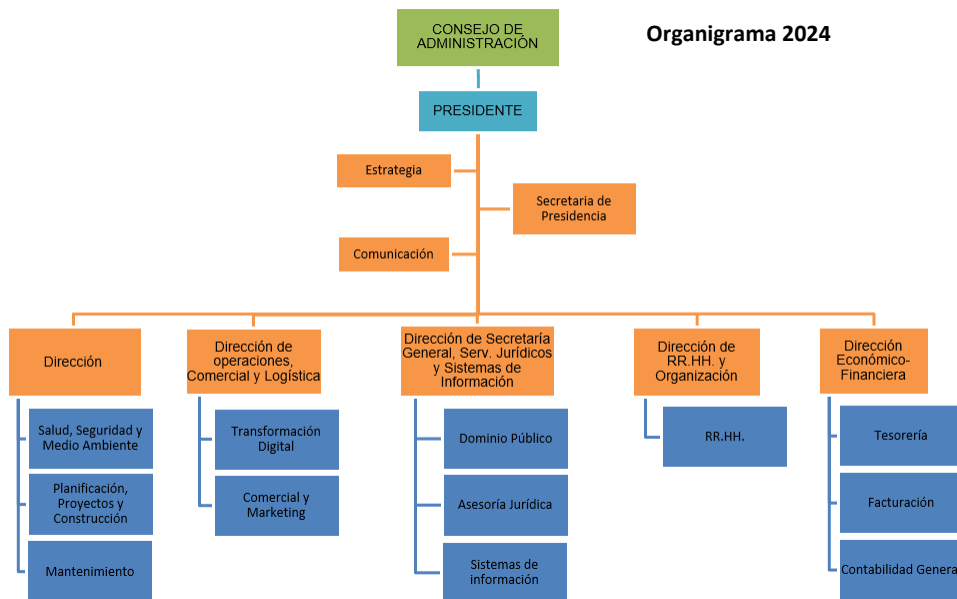 CONSEJO DE
ADMINISTRACIÓN
Organigrama 2024
PRESIDENTE
Estrategia
Secretaria de
Presidencia
Comunicación
Dirección
Dirección de
operaciones,
Comercial y Logística
Dirección de Secretaría
General, Serv. Jurídicos
y Sistemas de
Información
Dirección de
RR.HH. y
Organización
Dirección
Económico-
Financiera
Salud, Seguridad y
Medio Ambiente
Transformación
Digital
Dominio Público
RR.HH.
Tesorería
Planificación,
Proyectos y
Construcción
Comercial y
Marketing
Asesoría Jurídica
Facturación
Mantenimiento
Sistemas de
información
Contabilidad Genera